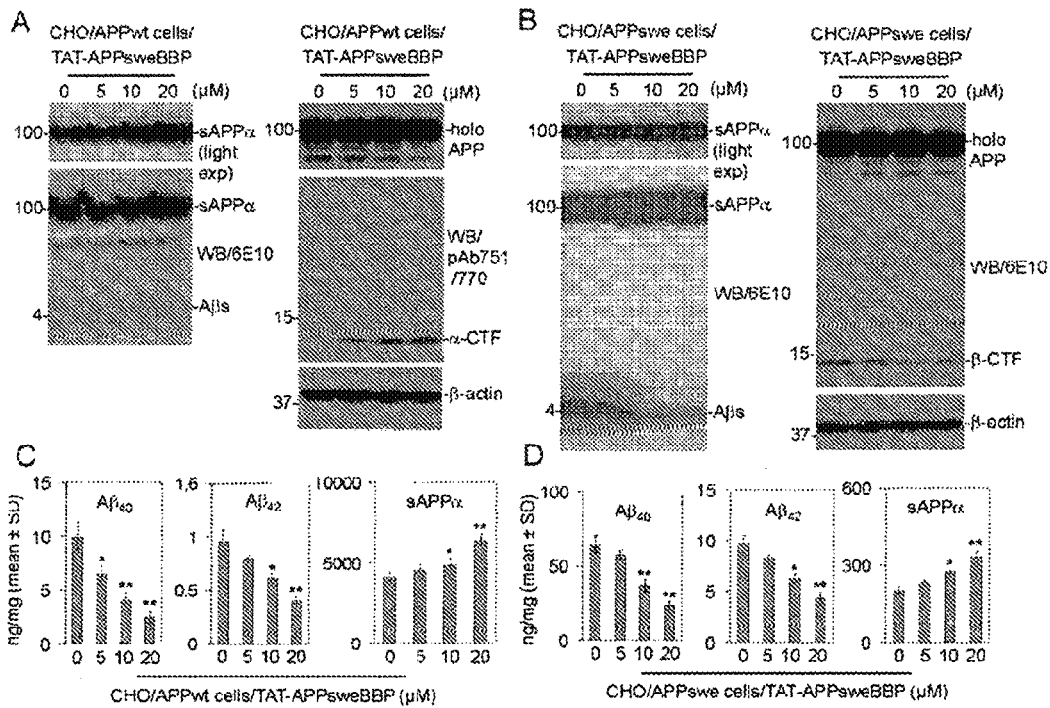 A
CHO/APPwt cells/
TAT-APPsweBBP
0 5 10 20 (μM)
100- -sAPPα
(light
exp)
100- -sAPPα
WB/6E10
4- -Aβs
CHO/APPwt cells/
TAT-APPsweBBP
0 5 10 20 (μM)
100- -holo
APP
WB/
pAb751
/770
15-
-α-CTF
37- -β-actin
B
CHO/APPswe cells/
TAT-APPsweBBP
0 5 10 20 (μM)
100- -sAPPα
(light
exp)
100- -sAPPα
WB/6E10
4- -Aβs
CHO/APPswe cells/
TAT-APPsweBBP
0 5 10 20 (μM)
100- -holo
APP
WB/6E10
15- -β-CTF
37- -β-actin
C
ng/mg (mean ± SD)
15
10
5
0
Aβ40
* ** **
0 5 10 20
1,6
1
0.5
0
Aβ42
* **
0 5 10 20
10000
5000
0
sAPPα
* **
0 5 10 20
CHO/APPwt cells/TAT-APPsweBBP (μM)
D
ng/mg (mean ± SD)
100
50
0
Aβ40
** **
0 5 10 20
15
10
5
0
Aβ42
* **
0 5 10 20
600
300
0
sAPPα
* **
0 5 10 20
CHO/APPswe cells/TAT-APPsweBBP (μM)